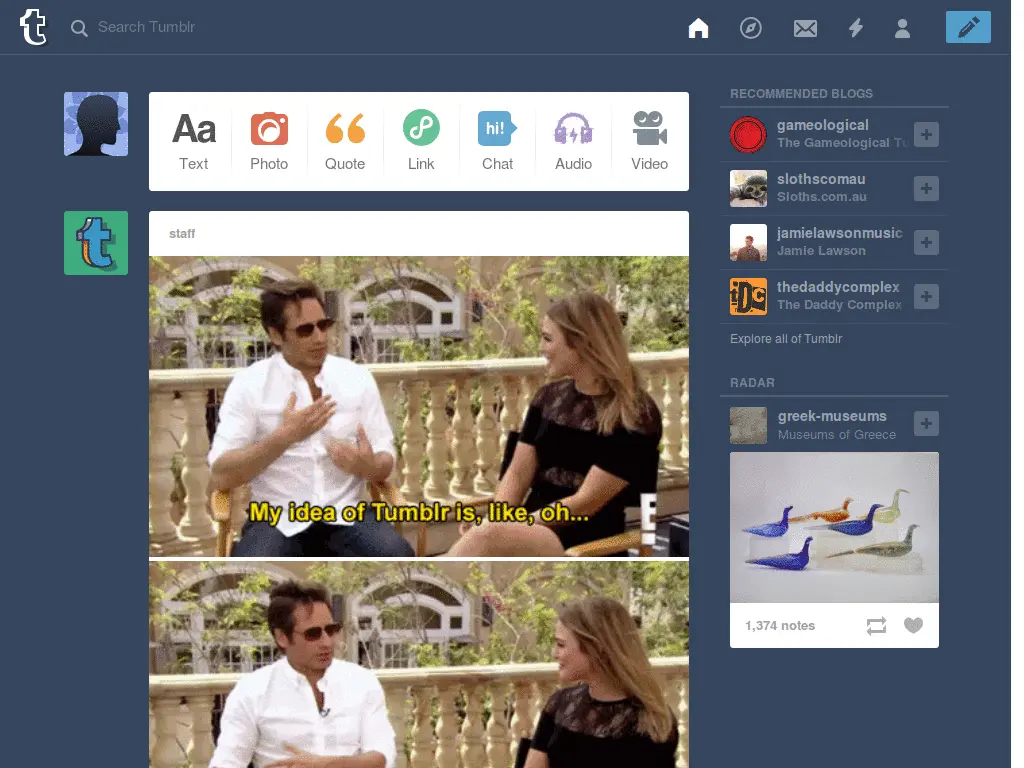 Search Tumblr
Aa
hi!
Text
Photo
Quote
Link
Chat
Audio
Video
staff
My idea of Tumblr is, like, oh...
E
RECOMMENDED BLOGS
gameological
The Gameological
slothscomau
Sloths.com.au
jamielawsonmusic
Jamie Lawson
thedaddycomplex
The Daddy Complex
Explore all of Tumblr
RADAR
greek-museums
Museums of Greece
1,374 notes